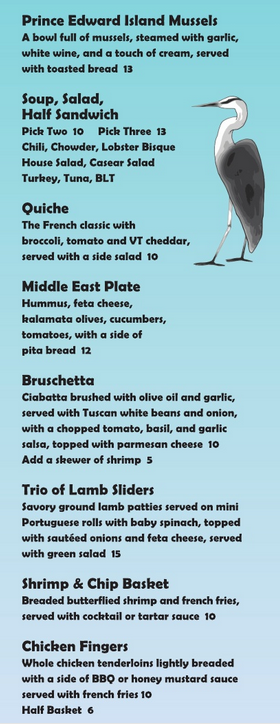 Prince Edward Island Mussels
A bowl full of mussels, steamed with garlic,
white wine, and a touch of cream, served
with toasted bread 13
Soup, Salad,
Half Sandwich
Pick Two 10 Pick Three 13
Chili, Chowder, Lobster Bisque
House Salad, Casear Salad
Turkey, Tuna, BLT
Quiche
The French classic with
broccoli, tomato and VT cheddar,
served with a side salad 10
Middle East Plate
Hummus, feta cheese,
kalamata olives, cucumbers,
tomatoes, with a side of
pita bread 12
Bruschetta
Ciabatta brushed with olive oil and garlic,
served with Tuscan white beans and onion,
with a chopped tomato, basil, and garlic
salsa, topped with parmesan cheese 10
Add a skewer of shrimp 5
Trio of Lamb Sliders
Savory ground lamb patties served on mini
Portuguese rolls with baby spinach, topped
with sautéed onions and feta cheese, served
with green salad 15
Shrimp & Chip Basket
Breaded butterflied shrimp and french fries,
served with cocktail or tartar sauce 10
Chicken Fingers
Whole chicken tenderloins lightly breaded
with a side of BBQ or honey mustard sauce
served with french fries 10
Half Basket 6